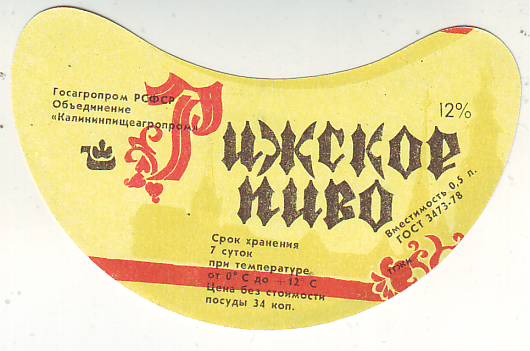 Госагропром РСФСР
Объединение
«Калининпищеагропром»
12%
Рижское
пиво
Вместимость 0,5 л.
ГОСТ 3473-78
Срок хранения
7 суток
при температуре
от 0° С до +12° С
Цена без стоимости
посуды 34 коп.